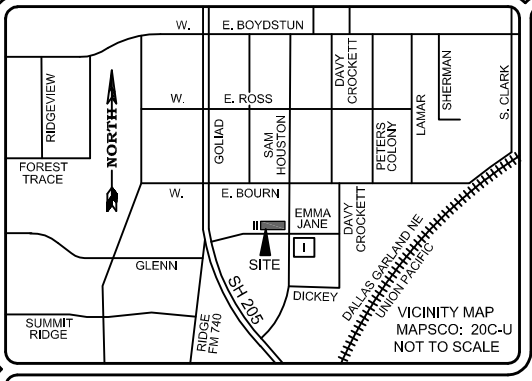 W. E. BOYDSTUN
RIDGEVIEW
NORTH
DAVY
CROCKETT
SHERMAN
S. CLARK
W. E. ROSS
LAMAR
GOLIAD
SAM
HOUSTON
PETERS
COLONY
FOREST
TRACE
W. E. BOURN
EMMA
JANE
DAVY
CROCKETT
II
I
GLENN
SITE
DICKEY
SH 205
DALLAS GARLAND NE
UNION PACIFIC
SUMMIT
RIDGE
RIDGE
FM 740
VICINITY MAP
MAPSCO: 20C-U
NOT TO SCALE